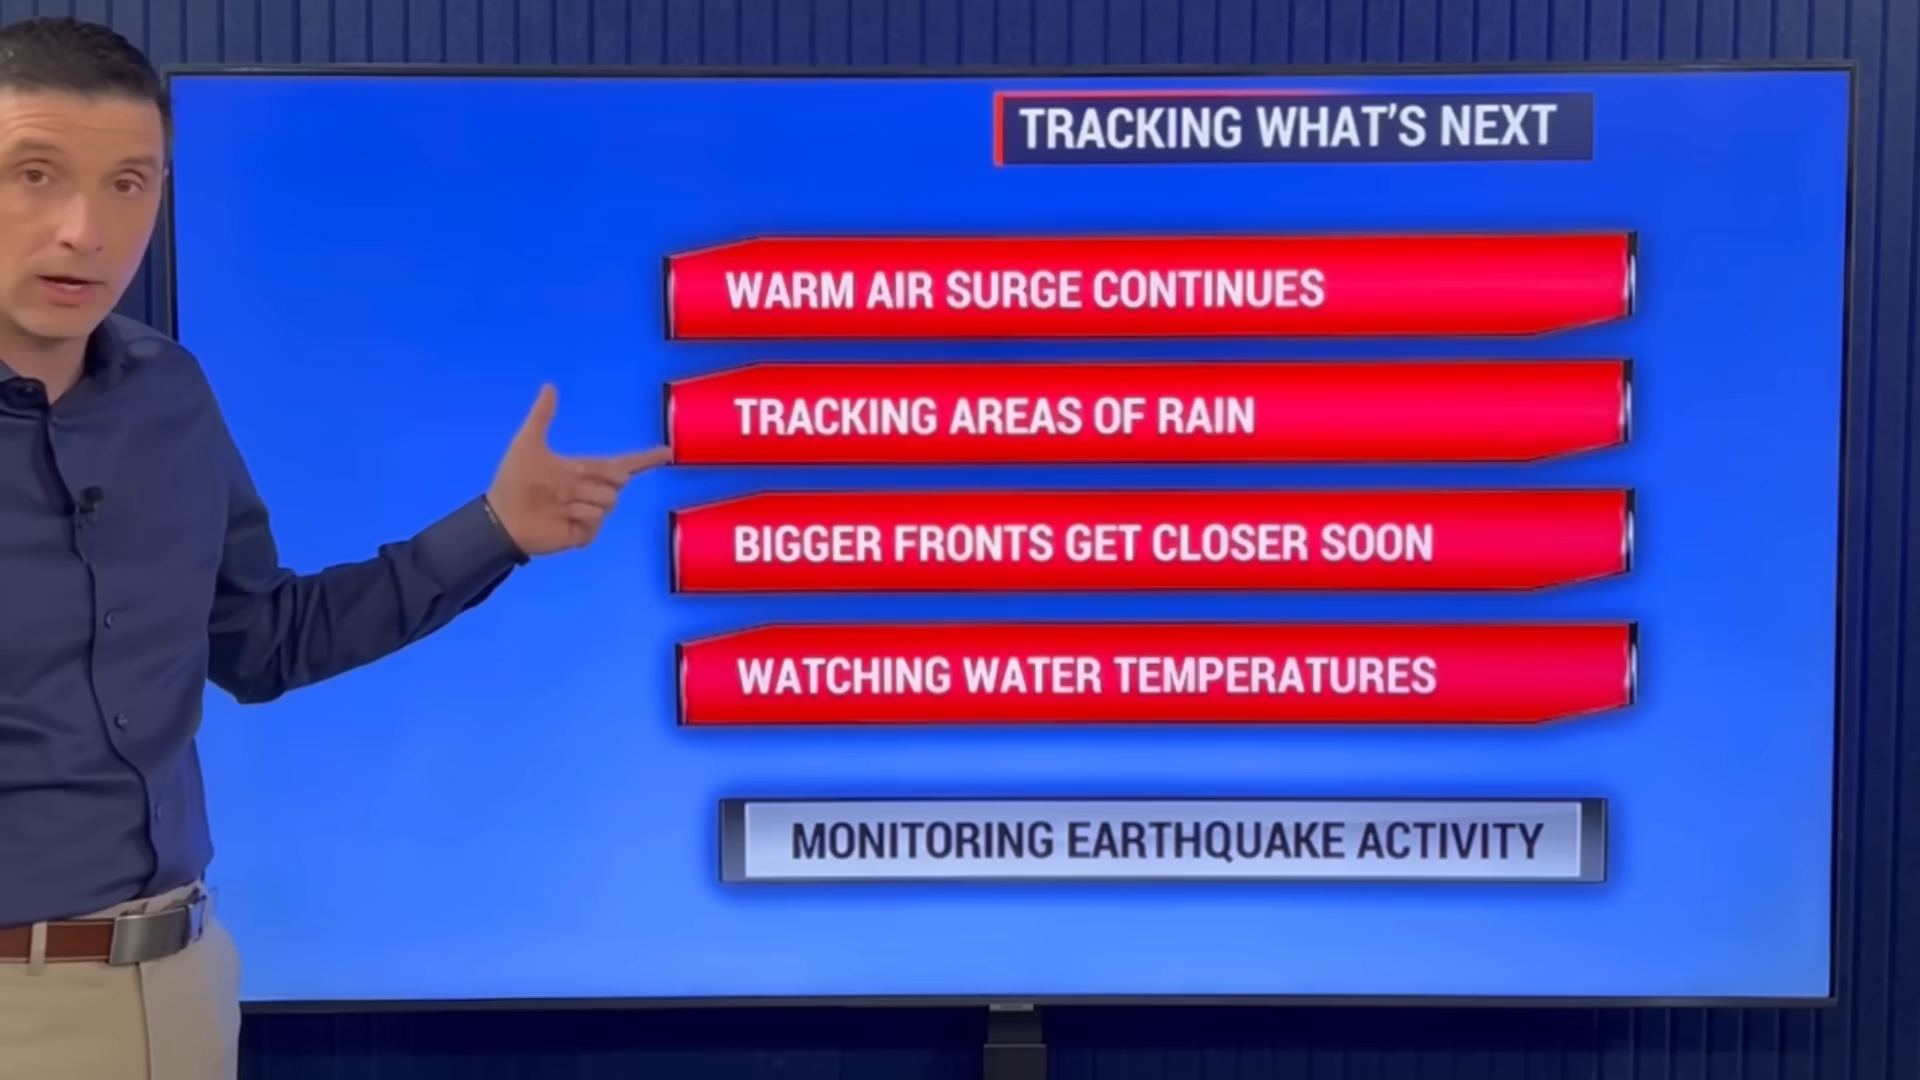 TRACKING WHAT'S NEXT
WARM AIR SURGE CONTINUES
TRACKING AREAS OF RAIN
BIGGER FRONTS GET CLOSER SOON
WATCHING WATER TEMPERATURES
MONITORING EARTHQUAKE ACTIVITY